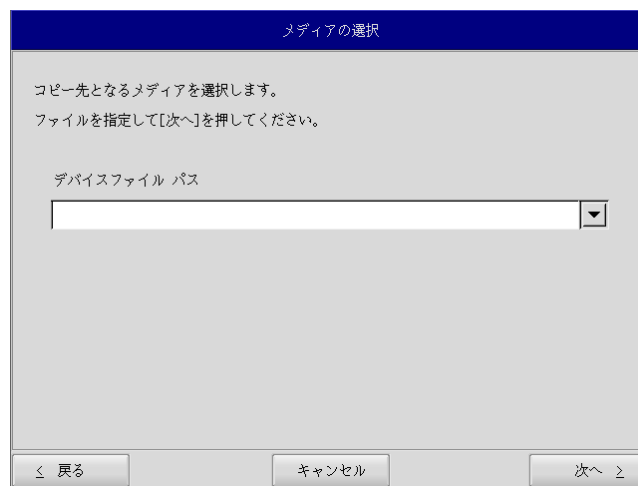 メディアの選択
コピー先となるメディアを選択します。
ファイルを指定して[次へ]を押してください。
デバイスファイル パス
≤ 戻る
キャンセル
次へ ≥